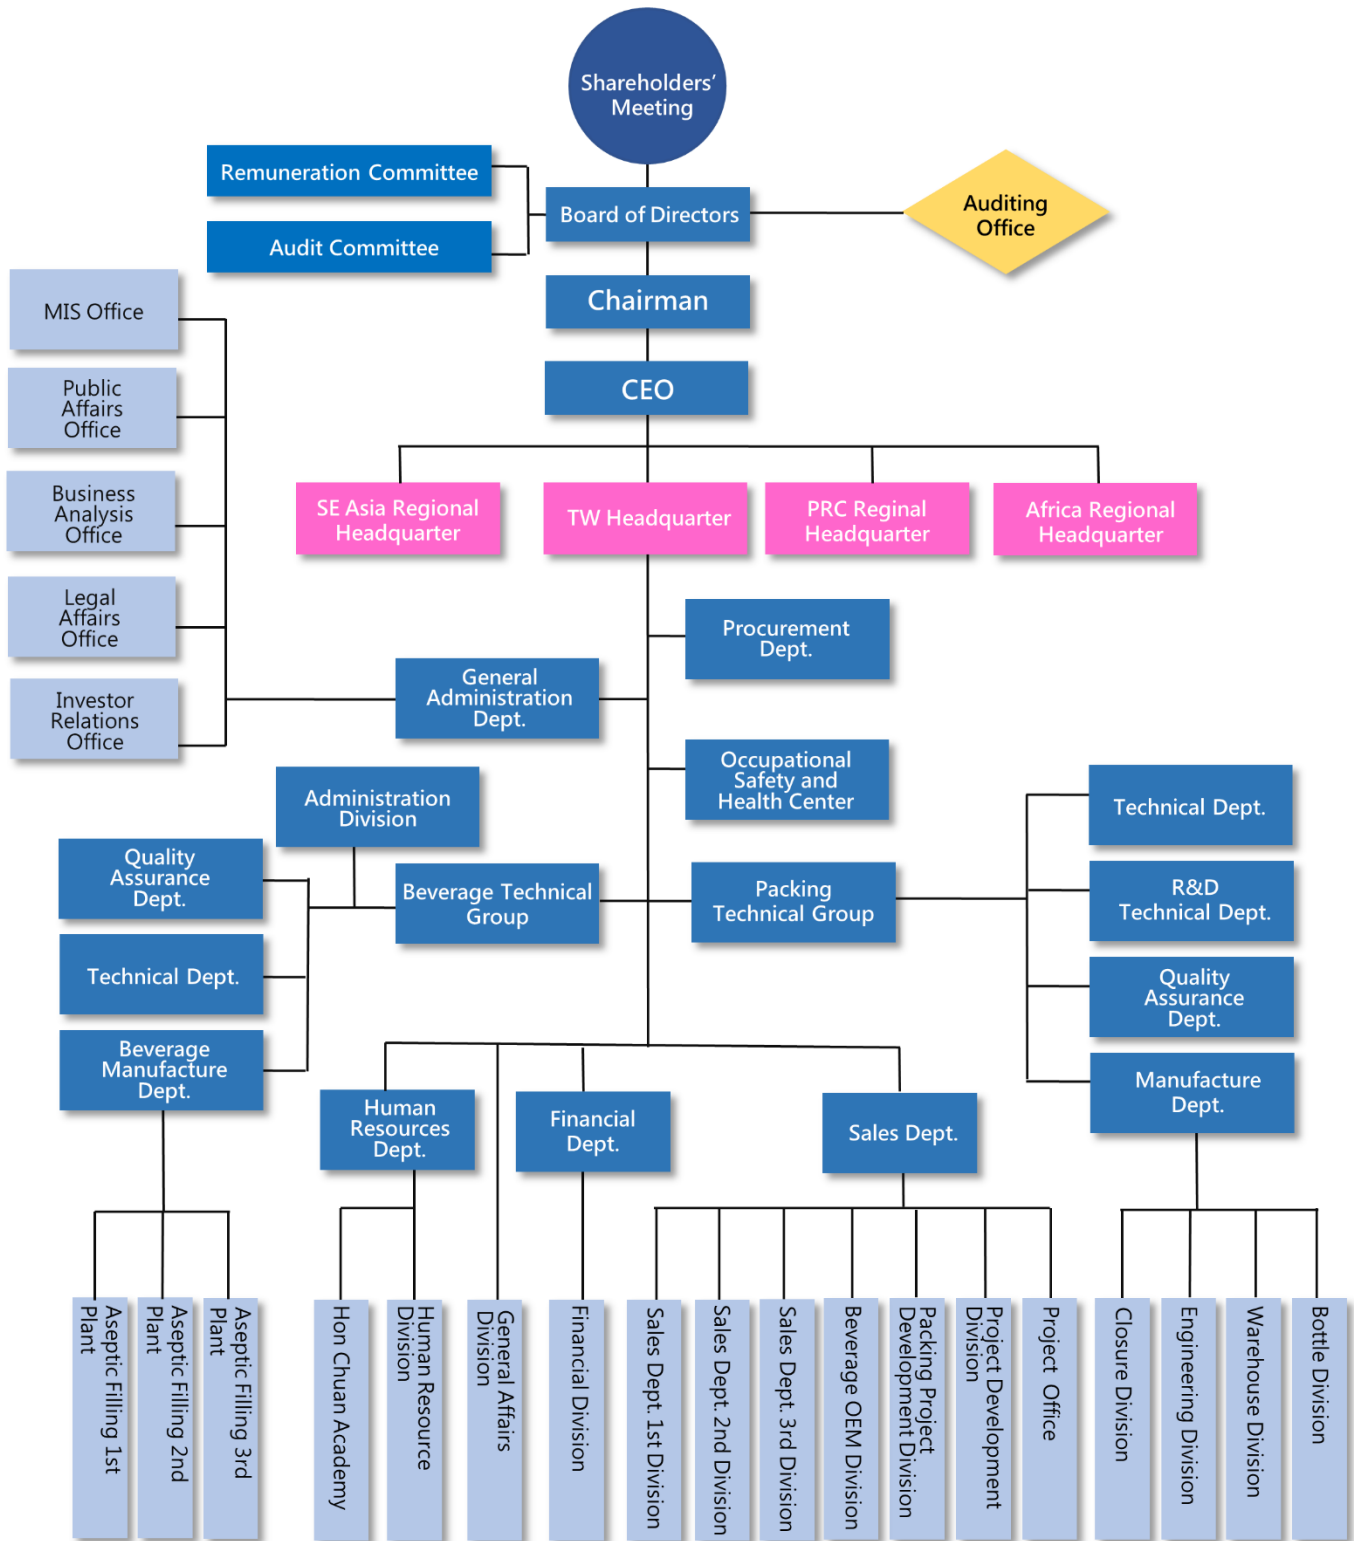 Shareholders'
Meeting
Remuneration Committee
Audit Committee
Board of Directors
Auditing
Office
Chairman
CEO
MIS Office
Public
Affairs
Office
Business
Analysis
Office
Legal
Affairs
Office
Investor
Relations
Office
SE Asia Regional
Headquarter
TW Headquarter
PRC Reginal
Headquarter
Africa Regional
Headquarter
Procurement
Dept.
General
Administration
Dept.
Occupational
Safety and
Health Center
Administration
Division
Quality
Assurance
Dept.
Technical Dept.
Beverage
Manufacture
Dept.
Beverage Technical
Group
Packing
Technical Group
Technical Dept.
R&D
Technical Dept.
Quality
Assurance
Dept.
Manufacture
Dept.
Human
Resources
Dept.
Financial
Dept.
Sales Dept.
Aseptic Filling 1st
Plant
Aseptic Filling 2nd
Plant
Aseptic Filling 3rd
Plant
Hon Chuan Academy
Human Resource
Division
General Affairs
Division
Financial Division
Sales Dept. 1st Division
Sales Dept. 2nd Division
Sales Dept. 3rd Division
Beverage OEM Division
Packing Project
Development Division
Project Development
Division
Project Office
Closure Division
Engineering Division
Warehouse Division
Bottle Division